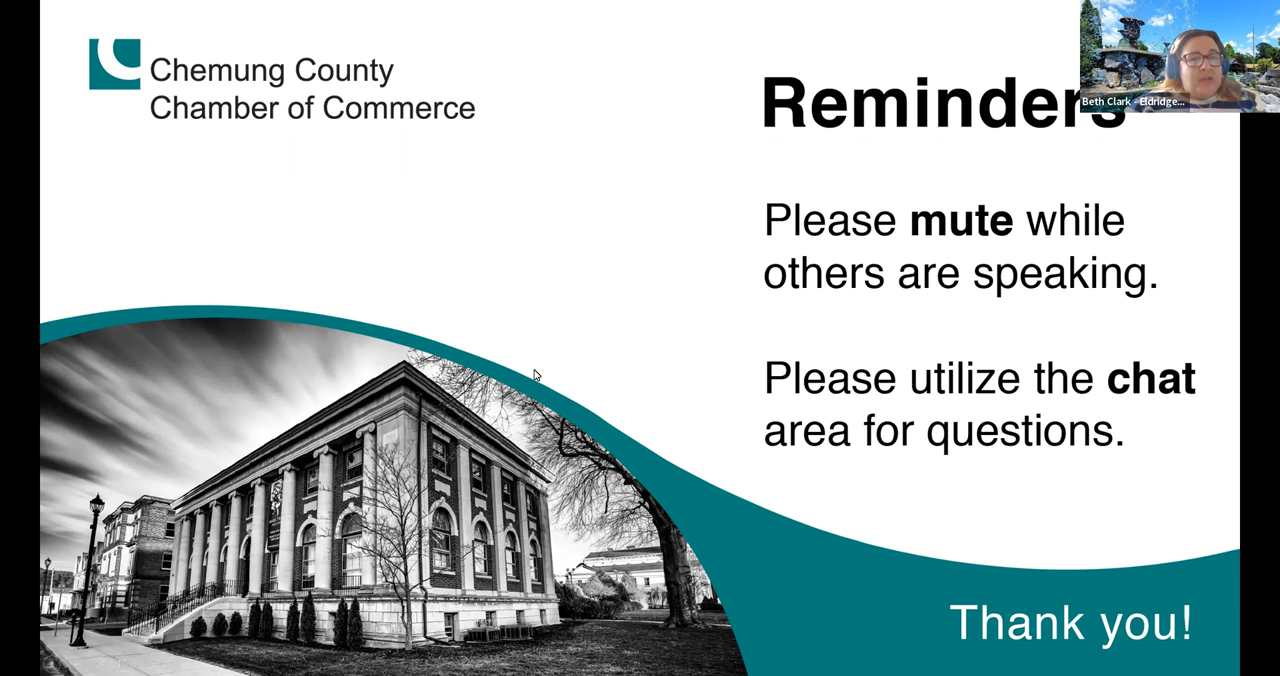 Chemung County
Chamber of Commerce
Reminders
Beth Clark - Eldridge...
Please mute while
others are speaking.
Please utilize the chat
area for questions.
Thank you!